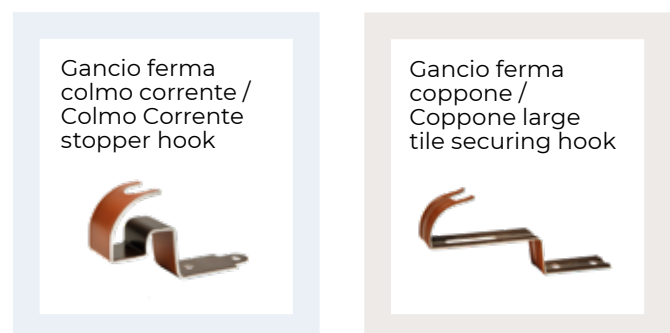 Gancio ferma
colmo corrente /
Colmo Corrente
stopper hook
Gancio ferma
coppone /
Coppone large
tile securing hook